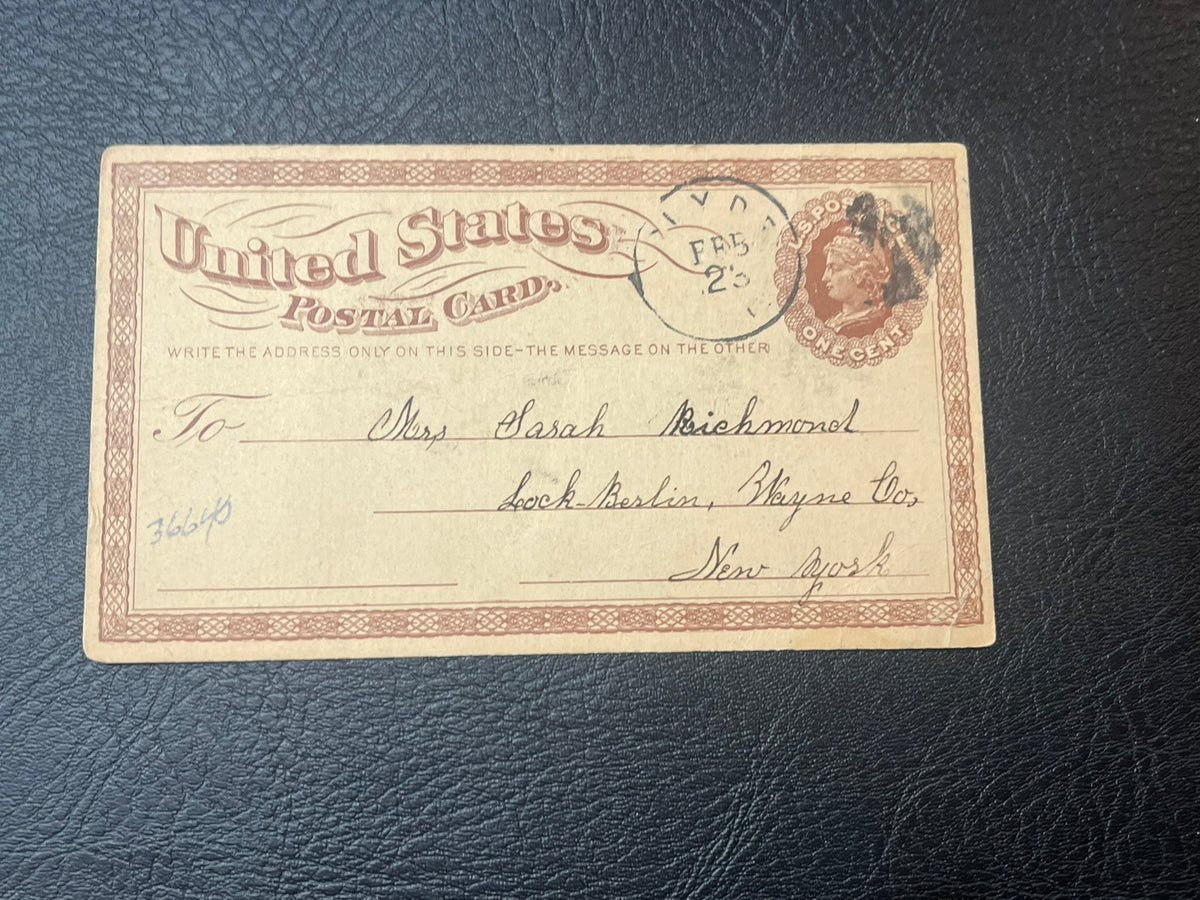 United States
POSTAL CARD.
FEB
23
U.S. POSTAGE
ONE CENT
WRITE THE ADDRESS ONLY ON THIS SIDE–THE MESSAGE ON THE OTHER
To Mrs Sarah Richmond
Lock-Berlin, Wayne Co,
36640
New York